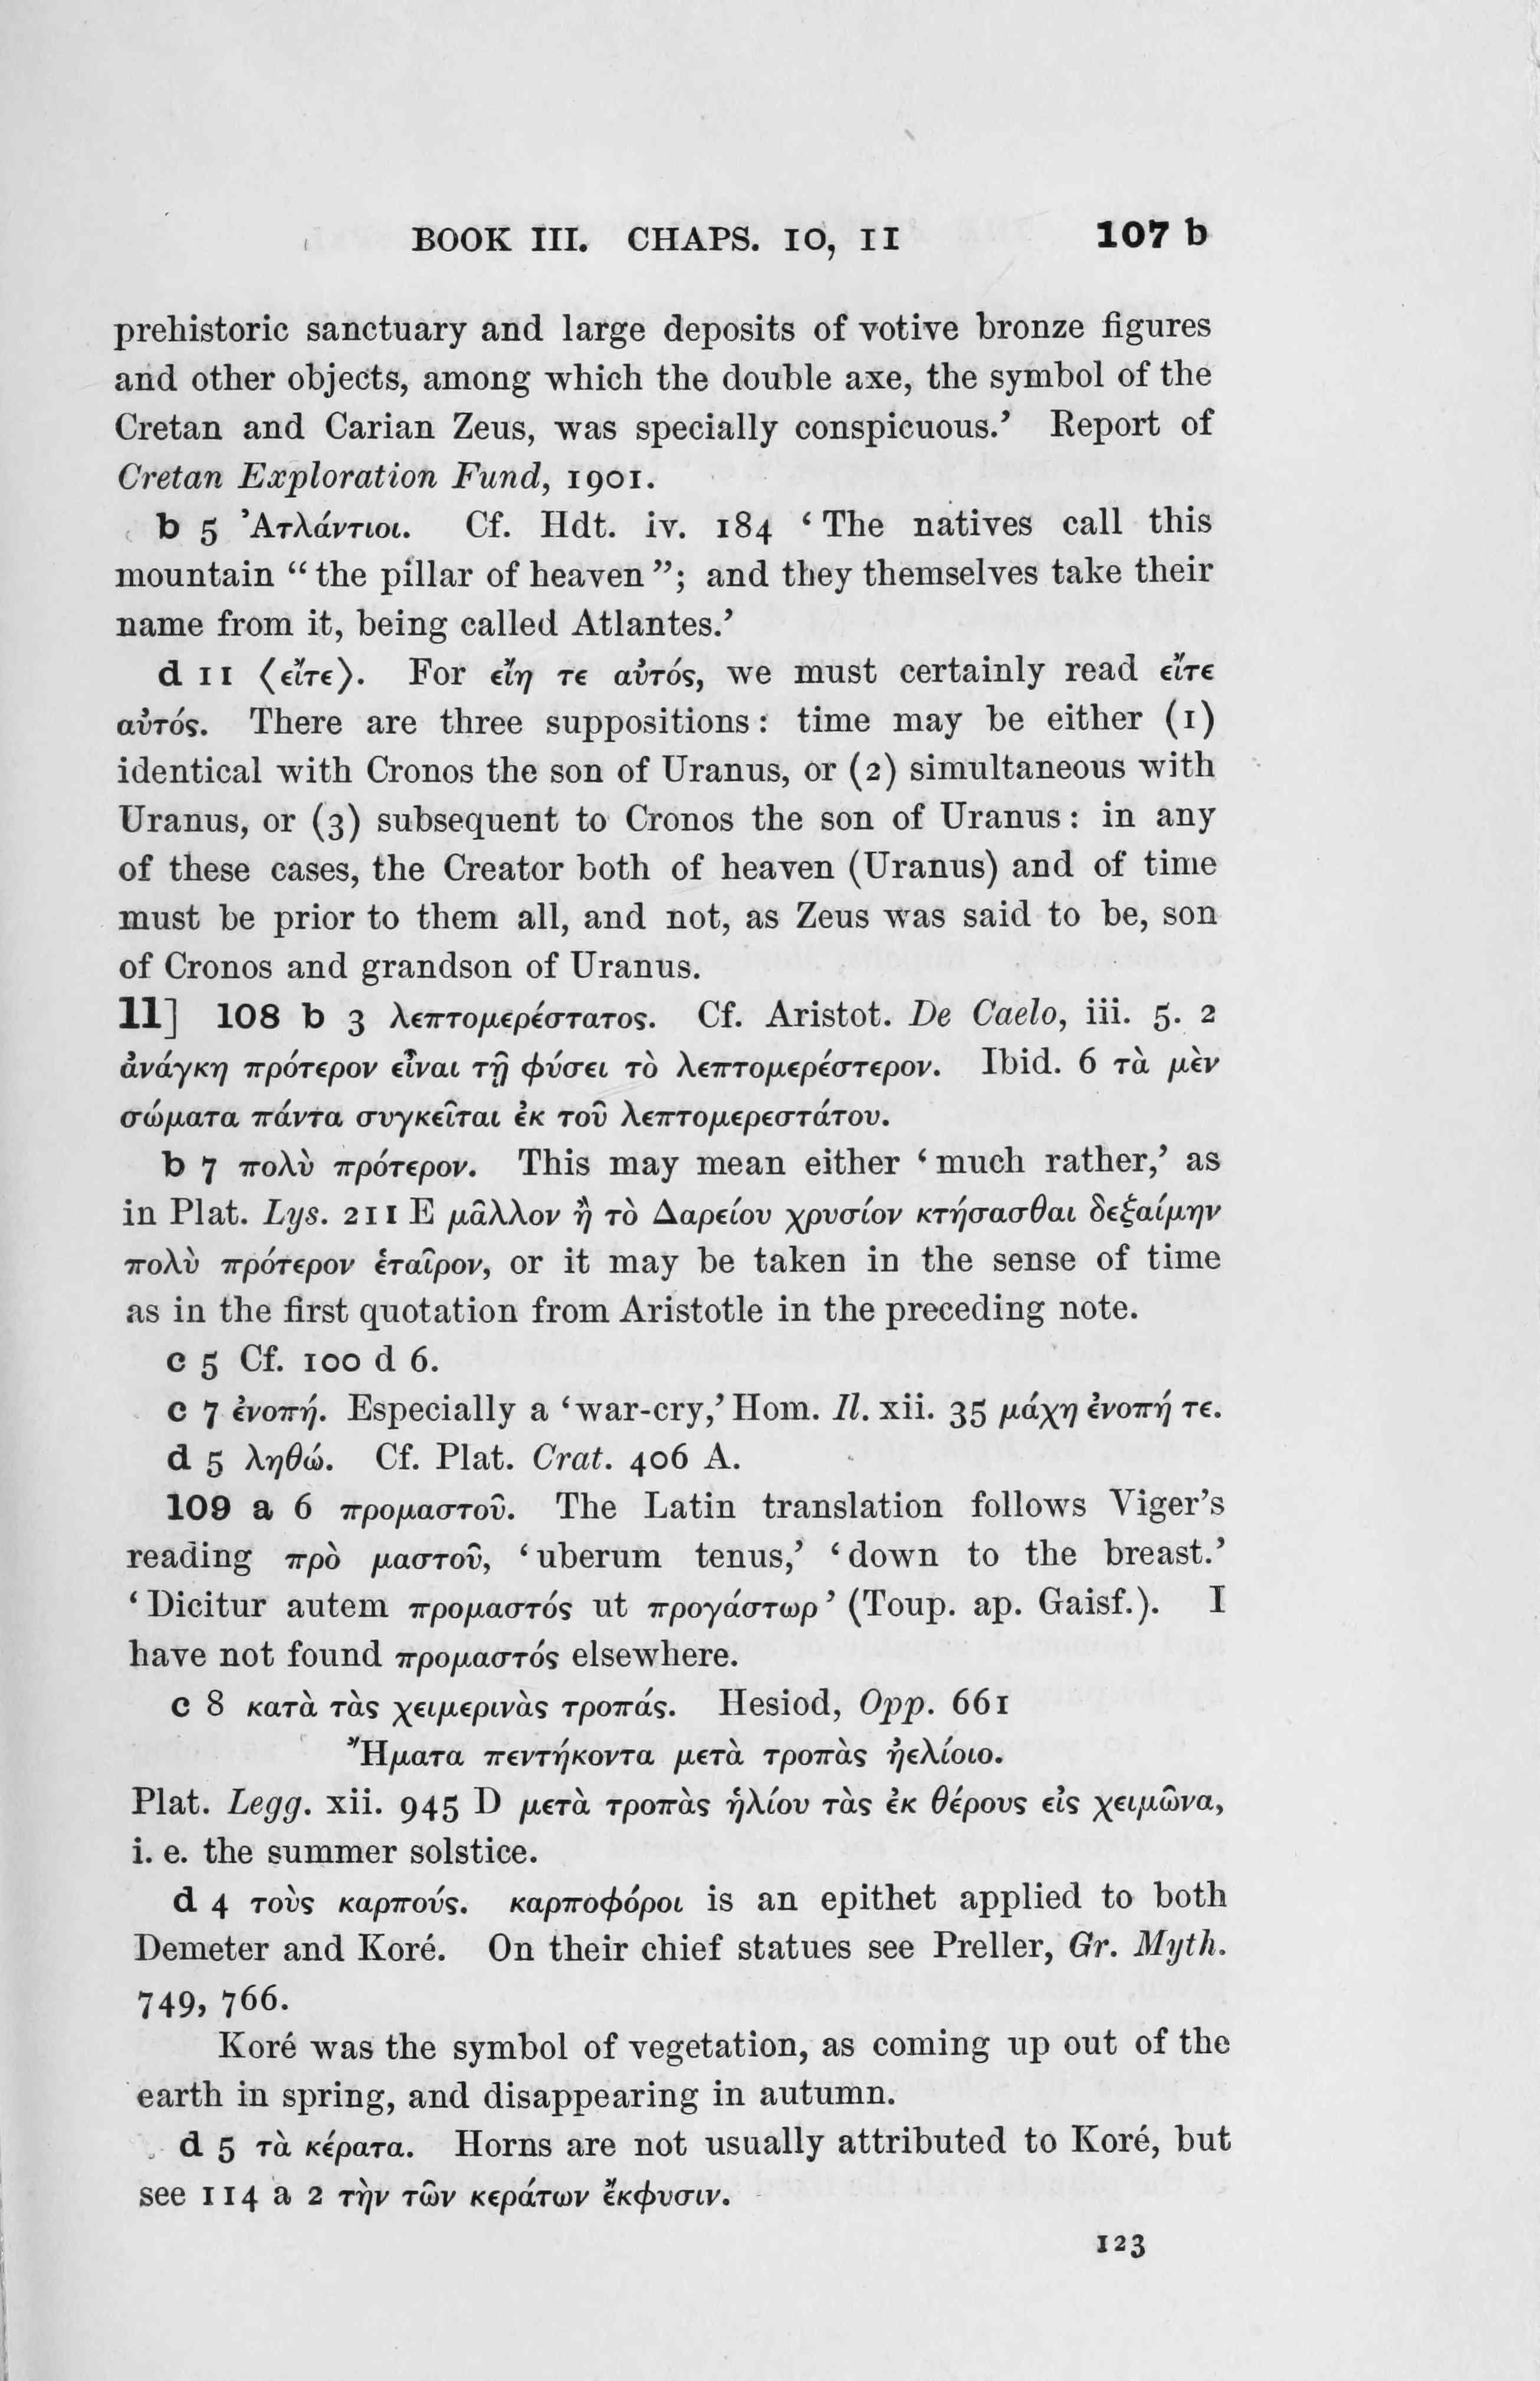 BOOK III. CHAPS. 10, 11 107 b
prehistoric sanctuary and large deposits of votive bronze figures
and other objects, among which the double axe, the symbol of the
Cretan and Carian Zeus, was specially conspicuous.’ Report of
Cretan Exploration Fund, 1901.
b 5 Ἀτλάντιοι. Cf. Hdt. iv. 184 ‘The natives call this
mountain “the pillar of heaven”; and they themselves take their
name from it, being called Atlantes.’
d 11 ⟨εἴτε⟩. For εἴη τε αὐτός, we must certainly read εἴτε
αὐτός. There are three suppositions: time may be either (1)
identical with Cronos the son of Uranus, or (2) simultaneous with
Uranus, or (3) subsequent to Cronos the son of Uranus: in any
of these cases, the Creator both of heaven (Uranus) and of time
must be prior to them all, and not, as Zeus was said to be, son
of Cronos and grandson of Uranus.
11] 108 b 3 λεπτομερέστατος. Cf. Aristot. De Caelo, iii. 5. 2
ἀνάγκη πρότερον εἶναι τῇ φύσει τὸ λεπτομερέστερον. Ibid. 6 τὰ μὲν
σώματα πάντα συγκεῖται ἐκ τοῦ λεπτομερεστάτου.
b 7 πολὺ πρότερον. This may mean either ‘much rather,’ as
in Plat. Lys. 211 E μᾶλλον ἢ τὸ Δαρείου χρυσίον κτήσασθαι δεξαίμην
πολὺ πρότερον ἑταῖρον, or it may be taken in the sense of time
as in the first quotation from Aristotle in the preceding note.
c 5 Cf. 100 d 6.
c 7 ἐνοπή. Especially a ‘war-cry,’ Hom. Il. xii. 35 μάχη ἐνοπή τε.
d 5 ληθώ. Cf. Plat. Crat. 406 A.
109 a 6 προμαστοῦ. The Latin translation follows Viger’s
reading πρὸ μαστοῦ, ‘uberum tenus,’ ‘down to the breast.’
‘Dicitur autem προμαστός ut προγάστωρ’ (Toup. ap. Gaisf.). I
have not found προμαστός elsewhere.
c 8 κατὰ τὰς χειμερινὰς τροπάς. Hesiod, Opp. 661
Ἤματα πεντήκοντα μετὰ τροπὰς ἠελίοιο.
Plat. Legg. xii. 945 D μετὰ τροπὰς ἡλίου τὰς ἐκ θέρους εἰς χειμῶνα,
i. e. the summer solstice.
d 4 τοὺς καρπούς. καρποφόροι is an epithet applied to both
Demeter and Koré. On their chief statues see Preller, Gr. Myth.
749, 766.
Koré was the symbol of vegetation, as coming up out of the
earth in spring, and disappearing in autumn.
d 5 τὰ κέρατα. Horns are not usually attributed to Koré, but
see 114 a 2 τὴν τῶν κεράτων ἔκφυσιν.
123